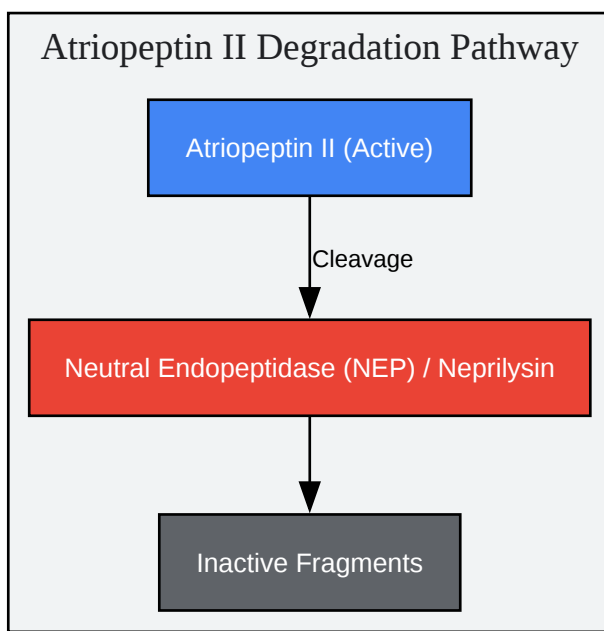 Atriopeptin II Degradation Pathway
Atriopeptin II (Active)
Cleavage
Neutral Endopeptidase (NEP) / Neprilysin
Inactive Fragments